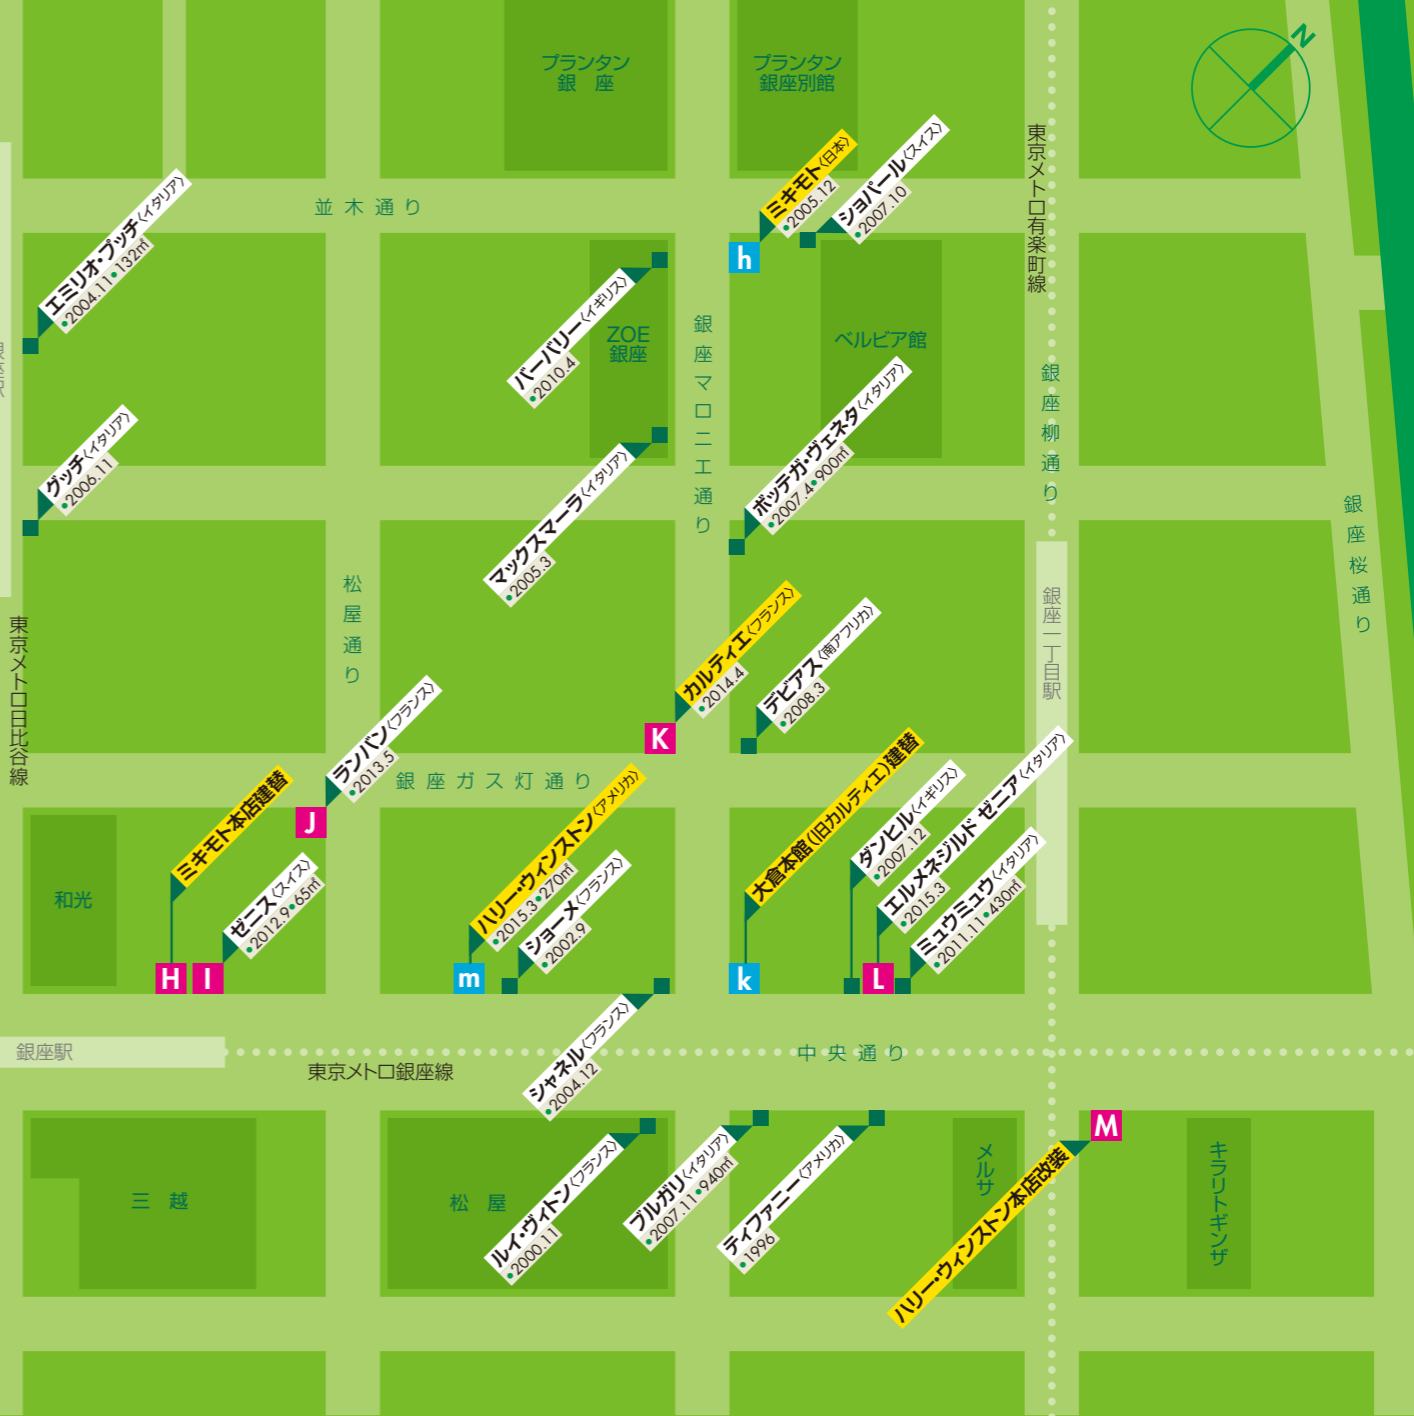 プランタン
銀　座
プランタン
銀座別館
N
東京メトロ有楽町線
ミキモト〈日本〉
•2005.12
ショパール〈スイス〉
•2007.10
h
並木通り
エミリオ・プッチ〈イタリア〉
•2004.11•132㎡
バーバリー〈イギリス〉
•2010.4
ZOE
銀座
銀座マロニエ通り
ベルビア館
銀座柳通り
グッチ〈イタリア〉
•2006.11
マックスマーラ〈イタリア〉
•2005.3
ボッテガ・ヴェネタ〈イタリア〉
•2007.4•900㎡
銀座桜通り
松屋通り
東京メトロ日比谷線
銀座一丁目駅
カルティエ〈フランス〉
•2014.4
K
デビアス〈南アフリカ〉
•2008.3
ランバン〈フランス〉
•2013.5
J
銀座ガス灯通り
和光
ミキモト本店建替
H
ゼニス〈スイス〉
•2012.9•65㎡
I
ハリー・ウィンストン〈アメリカ〉
•2015.3•270㎡
m
ショーメ〈フランス〉
•2002.9
大倉本館(旧カルティエ)建替
k
ダンヒル〈イギリス〉
•2007.12
エルメネジルド ゼニア〈イタリア〉
•2015.3
L
ミュウミュウ〈イタリア〉
•2011.11•430㎡
銀座駅
東京メトロ銀座線
中央通り
シャネル〈フランス〉
•2004.12
三　越
松　屋
ルイ・ヴィトン〈フランス〉
•2000.11
ブルガリ〈イタリア〉
•2007.11•940㎡
ティファニー〈アメリカ〉
•1996
メルサ
ハリー・ウィンストン本店改装
M
キラリトギンザ